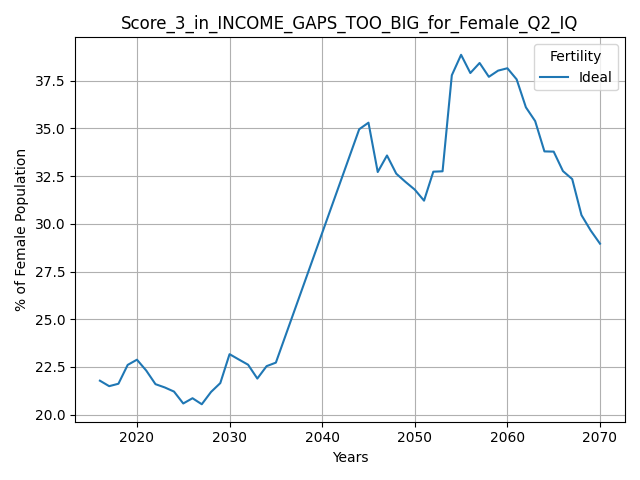 Score_3_in_INCOME_GAPS_TOO_BIG_for_Female_Q2_IQ
Fertility
Ideal
% of Female Population
37.5
35.0
32.5
30.0
27.5
25.0
22.5
20.0
2020 2030 2040 2050 2060 2070
Years